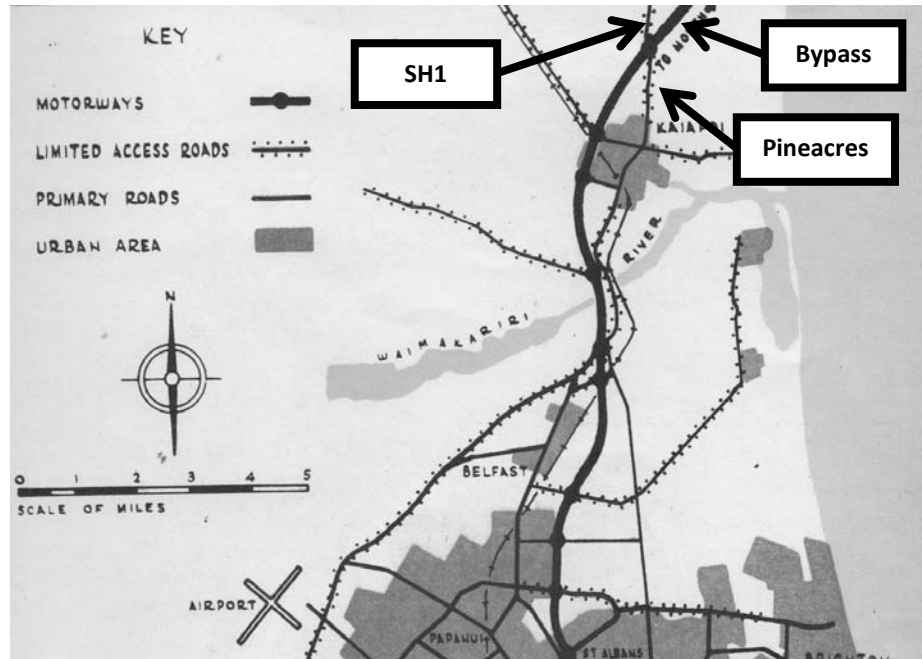 KEY
MOTORWAYS
LIMITED ACCESS ROADS
PRIMARY ROADS
URBAN AREA
N
0 1 2 3 4 5
SCALE OF MILES
SH1
Bypass
Pineacres
TO
KAIAPOI
RIVER
WAIMAKARIRI
BELFAST
AIRPORT
PAPANUI
ST ALBANS